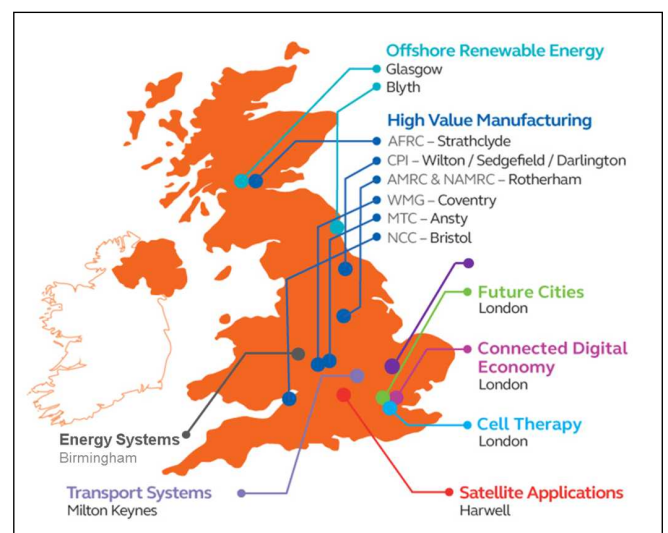 Offshore Renewable Energy
Glasgow
Blyth
High Value Manufacturing
AFRC – Strathclyde
CPI – Wilton / Sedgefield / Darlington
AMRC & NAMRC – Rotherham
WMG – Coventry
MTC – Ansty
NCC – Bristol
Future Cities
London
Connected Digital
Economy
London
Cell Therapy
London
Energy Systems
Birmingham
Transport Systems
Milton Keynes
Satellite Applications
Harwell